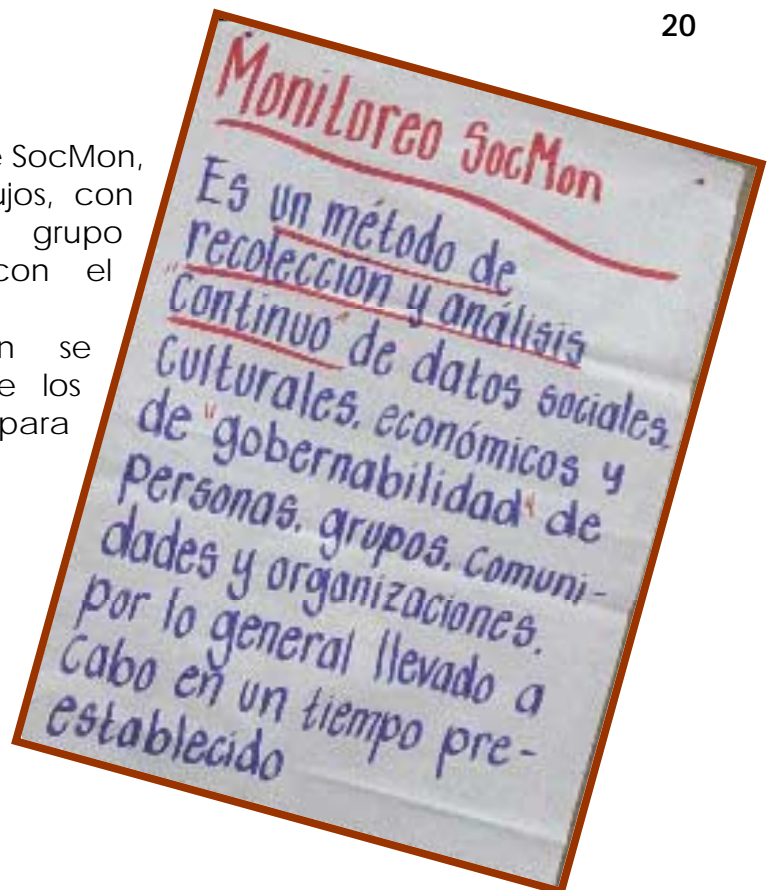 20
e SocMon,
ujos, con
grupo
con el
n se
e los
para
Monitoreo SocMon
Es un método de
recolección y análisis
"Continuo" de datos sociales,
Culturales, económicos y
de "gobernabilidad" de
personas, grupos, comuni-
dades y organizaciones,
por lo general llevado a
Cabo en un tiempo pre-
establecido